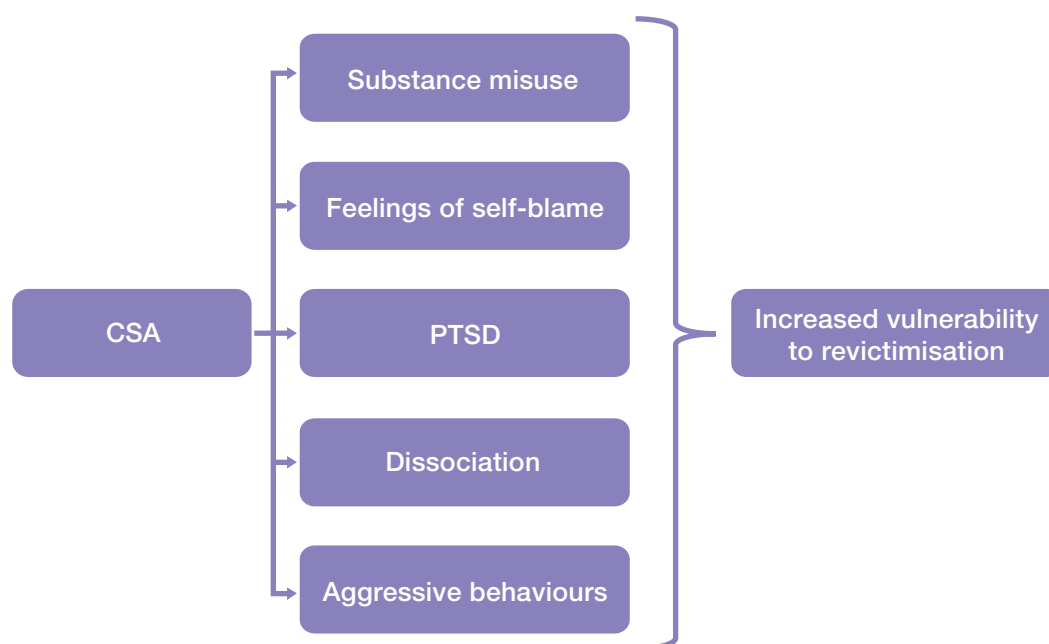 Substance misuse
Feelings of self-blame
CSA
PTSD
Increased vulnerability
to revictimisation
Dissociation
Aggressive behaviours